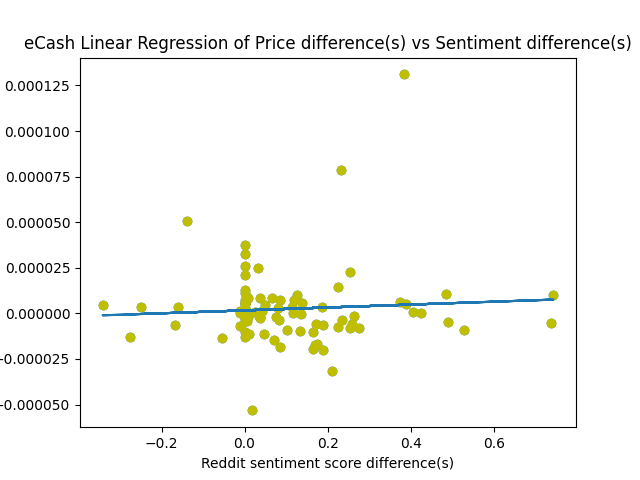 eCash Linear Regression of Price difference(s) vs Sentiment difference(s)
0.000125
0.000100
0.000075
0.000050
0.000025
0.000000
−0.000025
−0.000050
−0.2 0.0 0.2 0.4 0.6
Reddit sentiment score difference(s)